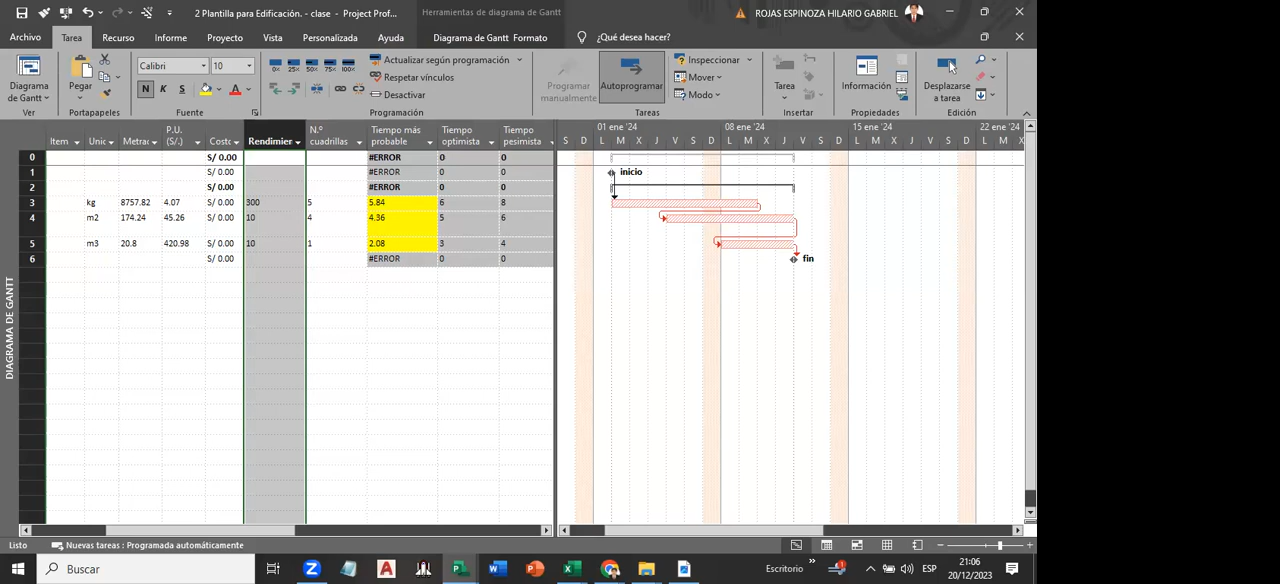 2 Plantilla para Edificación. - clase - Project Prof...
Herramientas de diagrama de Gantt
ROJAS ESPINOZA HILARIO GABRIEL
Archivo Tarea Recurso Informe Proyecto Vista Personalizada Ayuda Diagrama de Gantt Formato ¿Qué desea hacer?
Diagrama de Gantt
Ver
Pegar
Portapapeles
Calibri 10
N K S
Fuente
0% 25% 50% 75% 100%
Actualizar según programación
Respetar vínculos
Desactivar
Programación
Programar manualmente
Autoprogramar
Inspeccionar
Mover
Modo
Tareas
Tarea
Insertar
Información
Propiedades
Desplazarse a tarea
Edición
Item Unid Metrad P.U. (S/.) Costo Rendimier N.º cuadrillas Tiempo más probable Tiempo optimista Tiempo pesimista
01 ene '24 08 ene '24 15 ene '24 22 ene '24
S D L M X J V S D L M X J V S D L M X J V S D L M X
0 S/ 0.00 #ERROR 0 0
1 S/ 0.00 #ERROR 0 0
2 S/ 0.00 #ERROR 0 0
3 kg 8757.82 4.07 S/ 0.00 300 5 5.84 6 8
4 m2 174.24 45.26 S/ 0.00 10 4 4.36 5 6
5 m3 20.8 420.98 S/ 0.00 10 1 2.08 3 4
6 S/ 0.00 #ERROR 0 0
inicio
fin
DIAGRAMA DE GANTT
Listo Nuevas tareas : Programada automáticamente
Buscar
Escritorio
ESP
21:06
20/12/2023